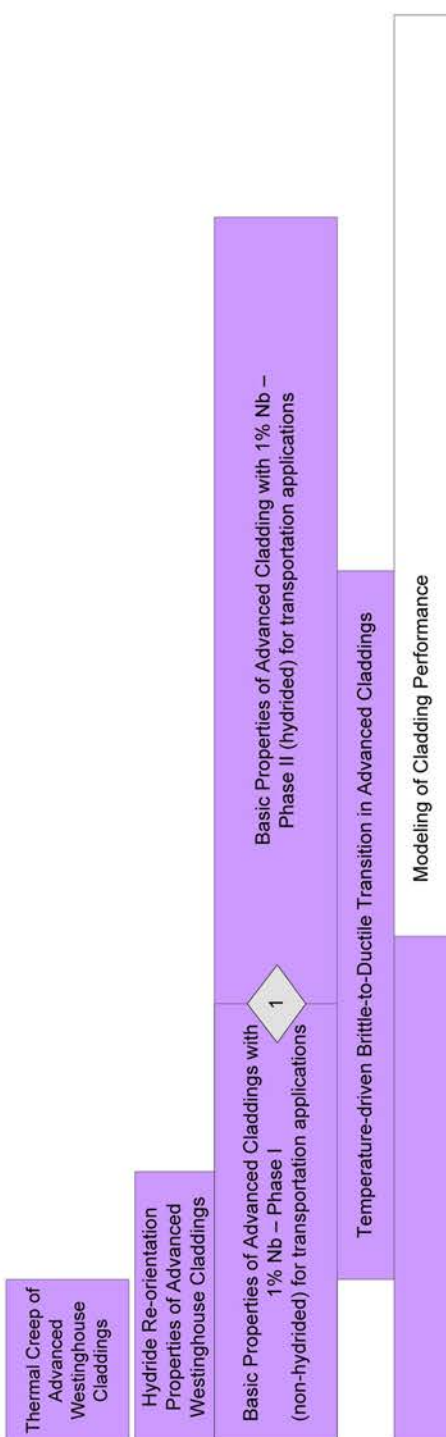 Thermal Creep of
Advanced
Westinghouse
Claddings
Hydride Re-orientation
Properties of Advanced
Westinghouse Claddings
Basic Properties of Advanced Claddings with
1% Nb – Phase I
(non-hydrided) for transportation applications
1
Basic Properties of Advanced Cladding with 1% Nb –
Phase II (hydrided) for transportation applications
Temperature-driven Brittle-to-Ductile Transition in Advanced Claddings
Modeling of Cladding Performance